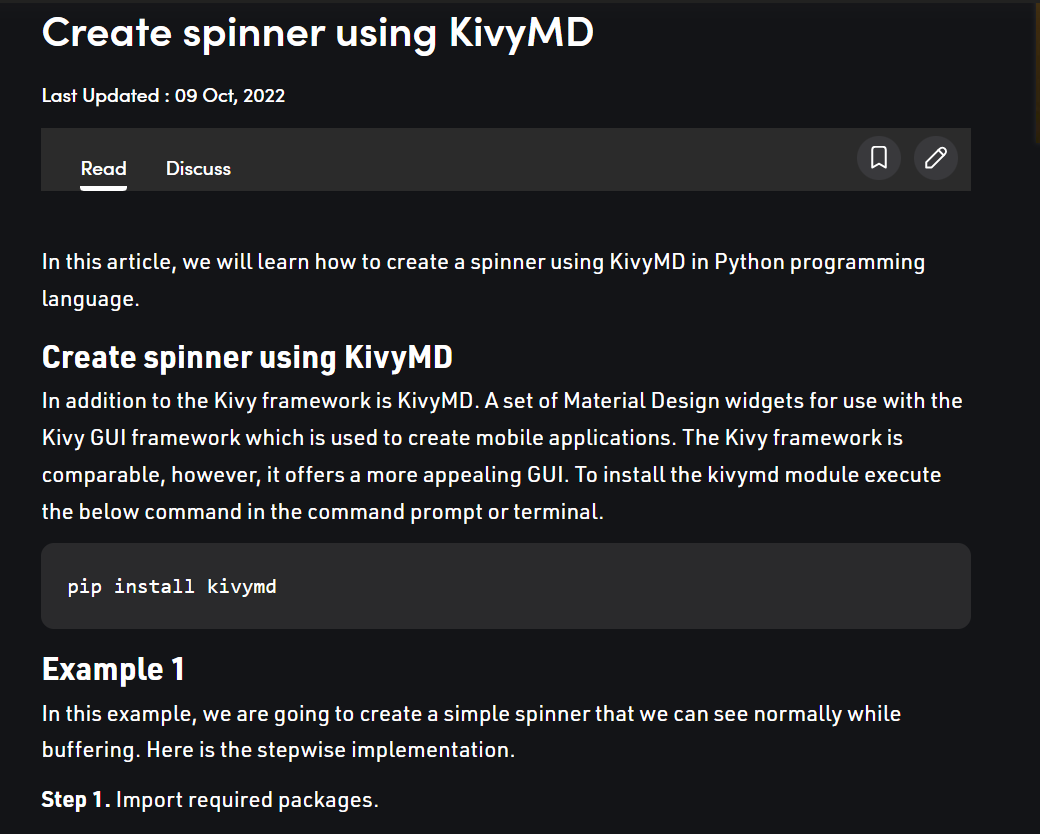 Create spinner using KivyMD
Last Updated : 09 Oct, 2022
Read Discuss
In this article, we will learn how to create a spinner using KivyMD in Python programming
language.
Create spinner using KivyMD
In addition to the Kivy framework is KivyMD. A set of Material Design widgets for use with the
Kivy GUI framework which is used to create mobile applications. The Kivy framework is
comparable, however, it offers a more appealing GUI. To install the kivymd module execute
the below command in the command prompt or terminal.
pip install kivymd
Example 1
In this example, we are going to create a simple spinner that we can see normally while
buffering. Here is the stepwise implementation.
Step 1. Import required packages.